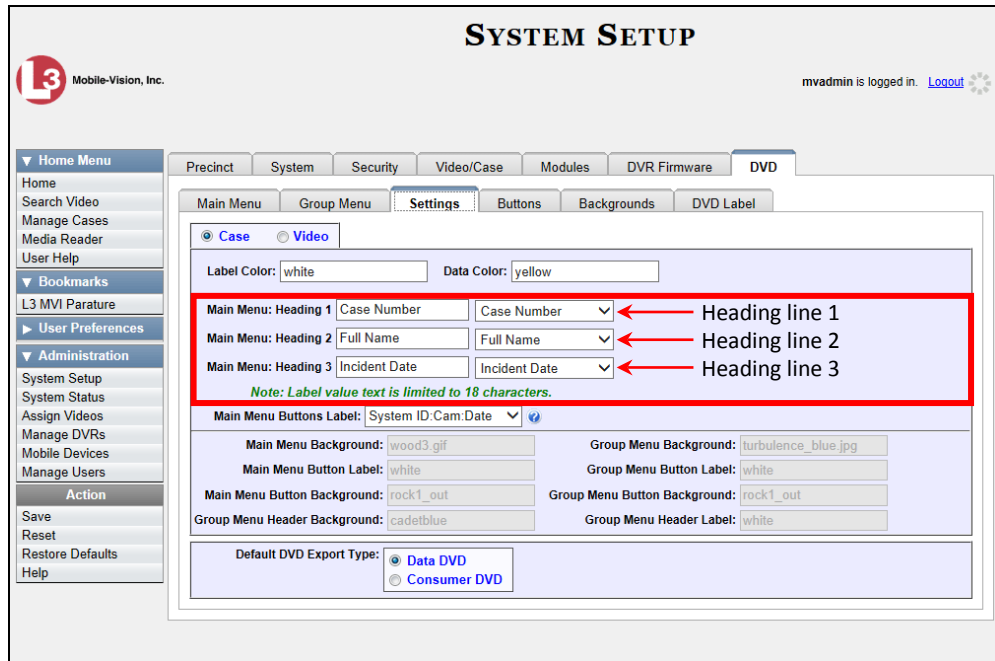 SYSTEM SETUP
L3 Mobile-Vision, Inc.
mvadmin is logged in. Logout
▼ Home Menu
Home
Search Video
Manage Cases
Media Reader
User Help
▼ Bookmarks
L3 MVI Parature
▶ User Preferences
▼ Administration
System Setup
System Status
Assign Videos
Manage DVRs
Mobile Devices
Manage Users
Action
Save
Reset
Restore Defaults
Help
Precinct System Security Video/Case Modules DVR Firmware DVD
Main Menu Group Menu Settings Buttons Backgrounds DVD Label
Case Video
Label Color: white Data Color: yellow
Main Menu: Heading 1 Case Number Case Number Heading line 1
Main Menu: Heading 2 Full Name Full Name Heading line 2
Main Menu: Heading 3 Incident Date Incident Date Heading line 3
Note: Label value text is limited to 18 characters.
Main Menu Buttons Label: System ID:Cam:Date ?
Main Menu Background: wood3.gif Group Menu Background: turbulence_blue.jpg
Main Menu Button Label: white Group Menu Button Label: white
Main Menu Button Background: rock1_out Group Menu Button Background: rock1_out
Group Menu Header Background: cadetblue Group Menu Header Label: white
Default DVD Export Type: Data DVD
Consumer DVD